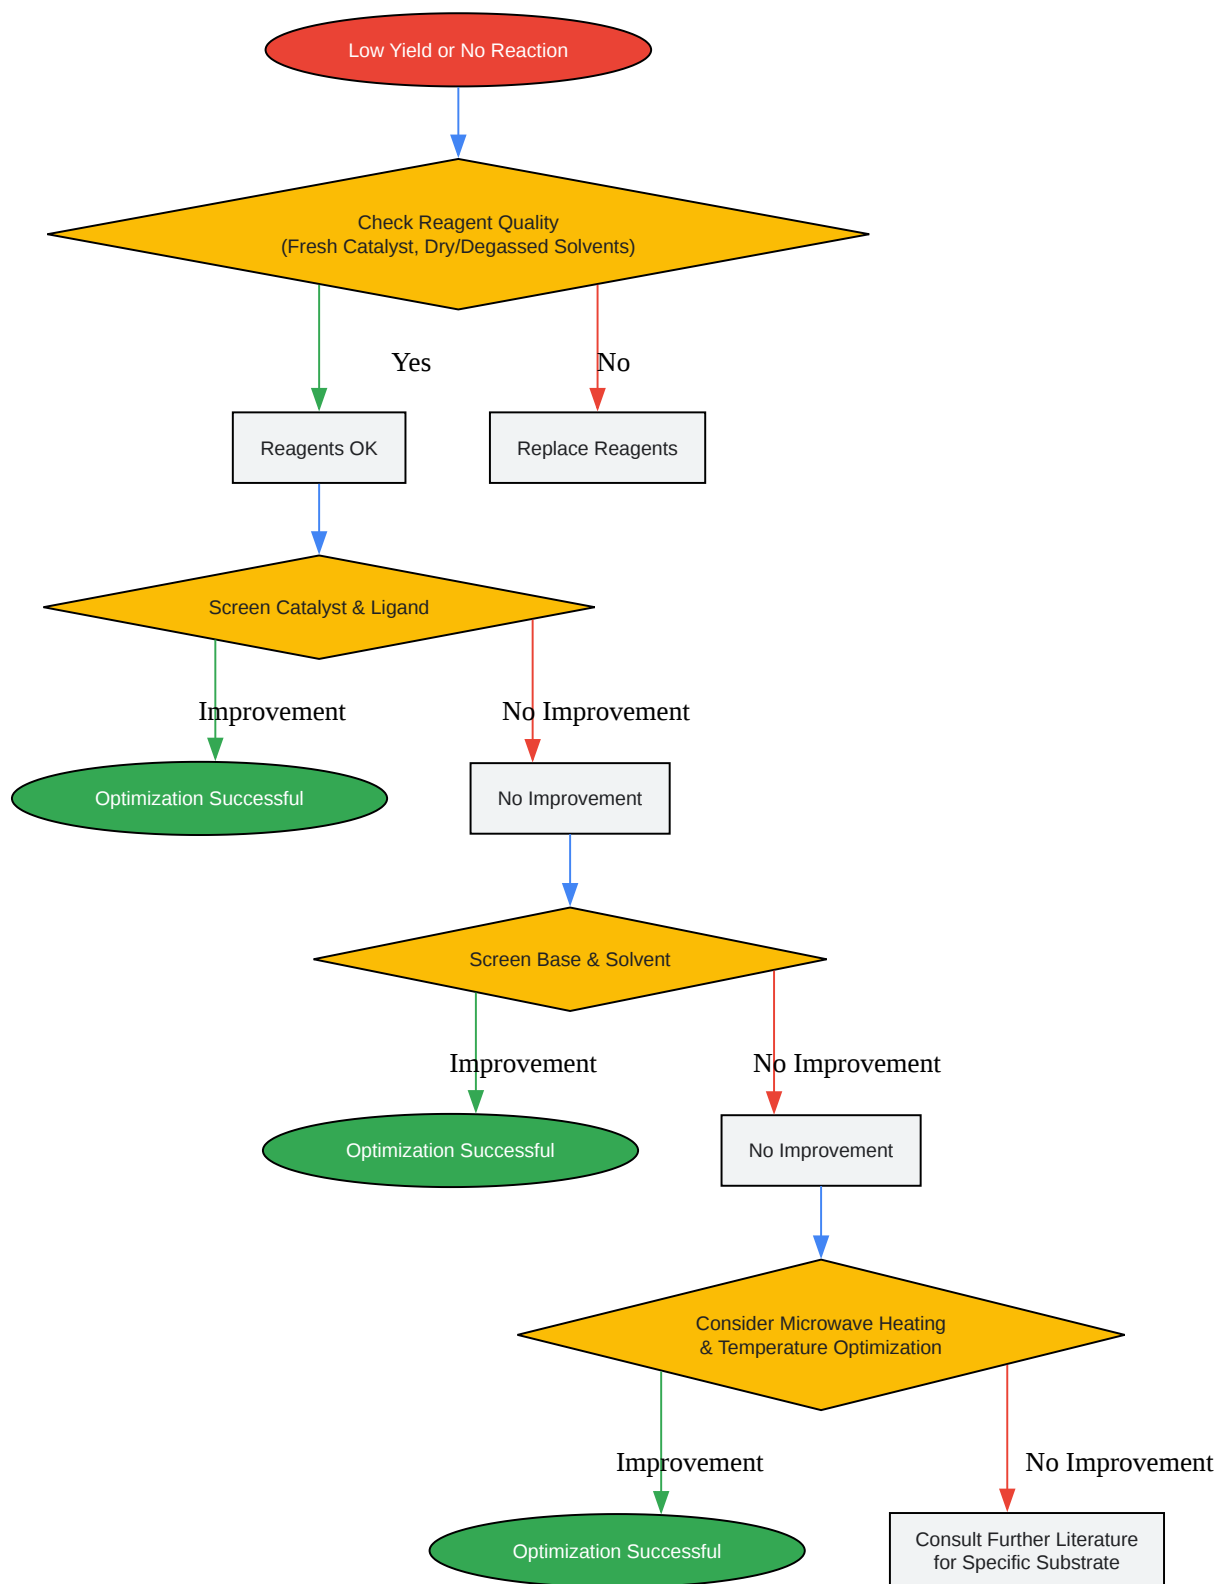 Low Yield or No Reaction
Check Reagent Quality
(Fresh Catalyst, Dry/Degassed Solvents)
Yes
No
Reagents OK
Replace Reagents
Screen Catalyst & Ligand
Improvement
No Improvement
Optimization Successful
No Improvement
Screen Base & Solvent
Improvement
No Improvement
Optimization Successful
No Improvement
Consider Microwave Heating
& Temperature Optimization
Improvement
No Improvement
Optimization Successful
Consult Further Literature
for Specific Substrate